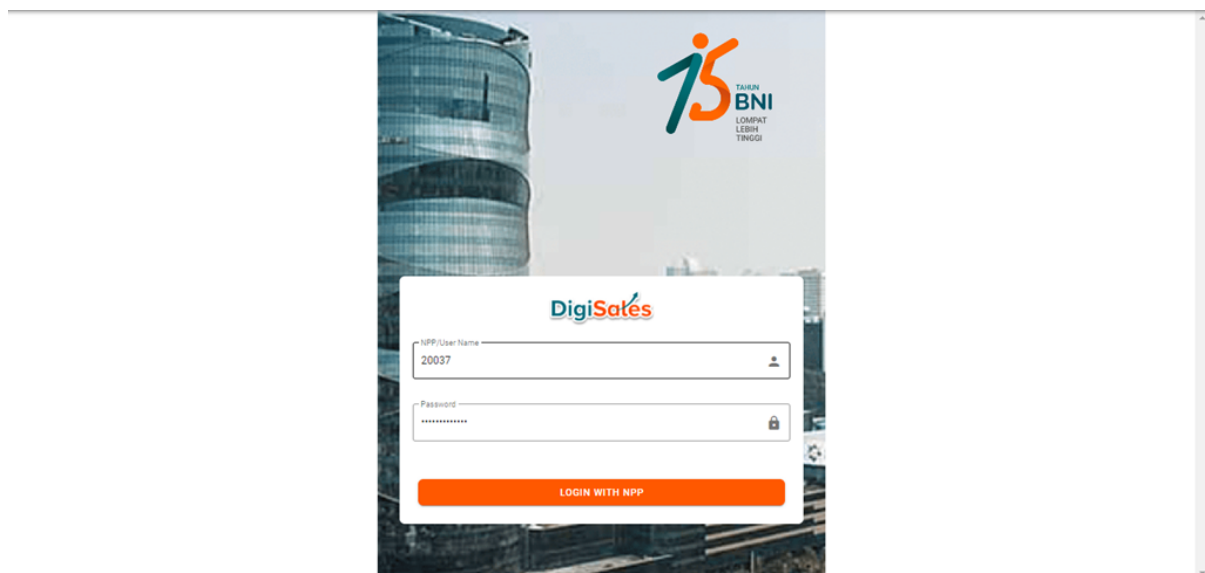 75
TAHUN
BNI
LOMPAT
LEBIH
TINGGI
DigiSales
NPP/User Name
20037
Password
•••••••••••••
LOGIN WITH NPP